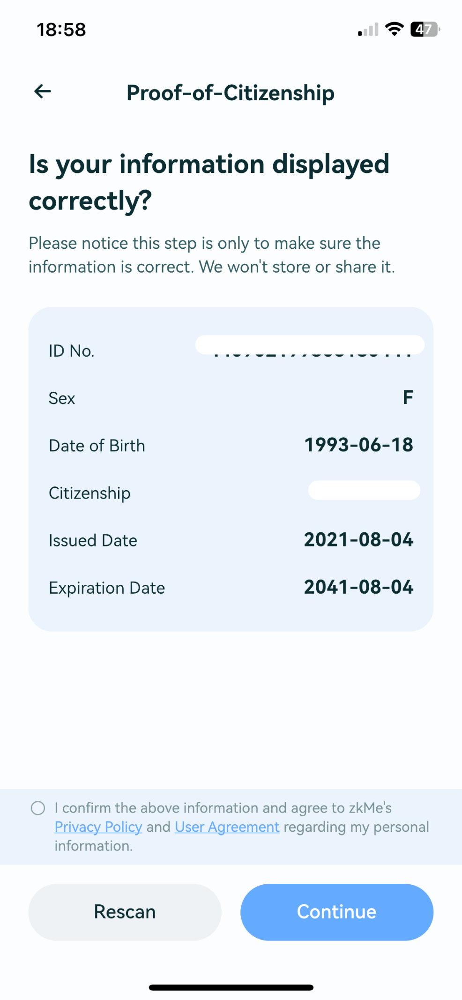 18:58
47
Proof-of-Citizenship
Is your information displayed
correctly?
Please notice this step is only to make sure the
information is correct. We won't store or share it.
ID No.
Sex F
Date of Birth 1993-06-18
Citizenship
Issued Date 2021-08-04
Expiration Date 2041-08-04
I confirm the above information and agree to zkMe's
Privacy Policy and User Agreement regarding my personal
information.
Rescan
Continue